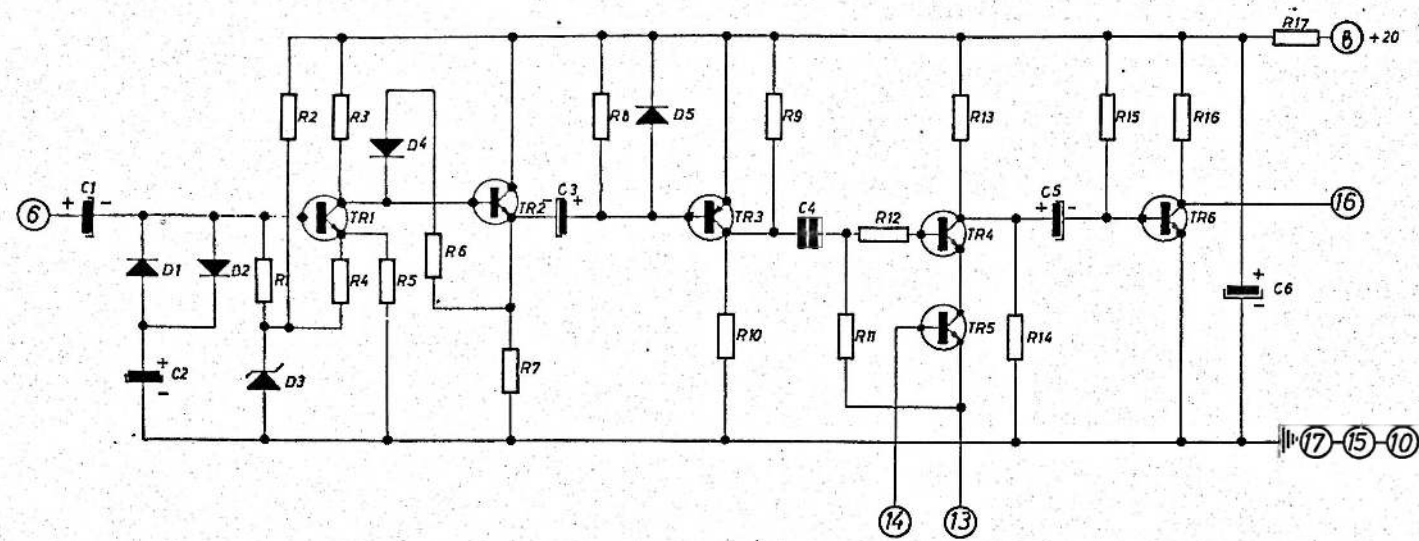 R17
8 +20
R2
R3
D4
R8
D5
R9
R13
R15
R16
6
+ C1 -
TR1
TR2
C3 +
TR3
C4
R12
TR4
+ C5 -
TR6
16
D1
D2
R1
R4
R5
R6
+ C6 -
+ C2 -
D3
R7
R10
R11
TR5
R14
17 15 10
14
13